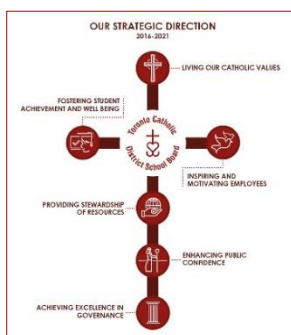 OUR STRATEGIC DIRECTION
2016-2021
LIVING OUR CATHOLIC VALUES
FOSTERING STUDENT
ACHIEVEMENT AND WELL BEING
Toronto Catholic
District School Board
INSPIRING AND
MOTIVATING EMPLOYEES
PROVIDING STEWARDSHIP
OF RESOURCES
ENHANCING PUBLIC
CONFIDENCE
ACHIEVING EXCELLENCE IN
GOVERNANCE